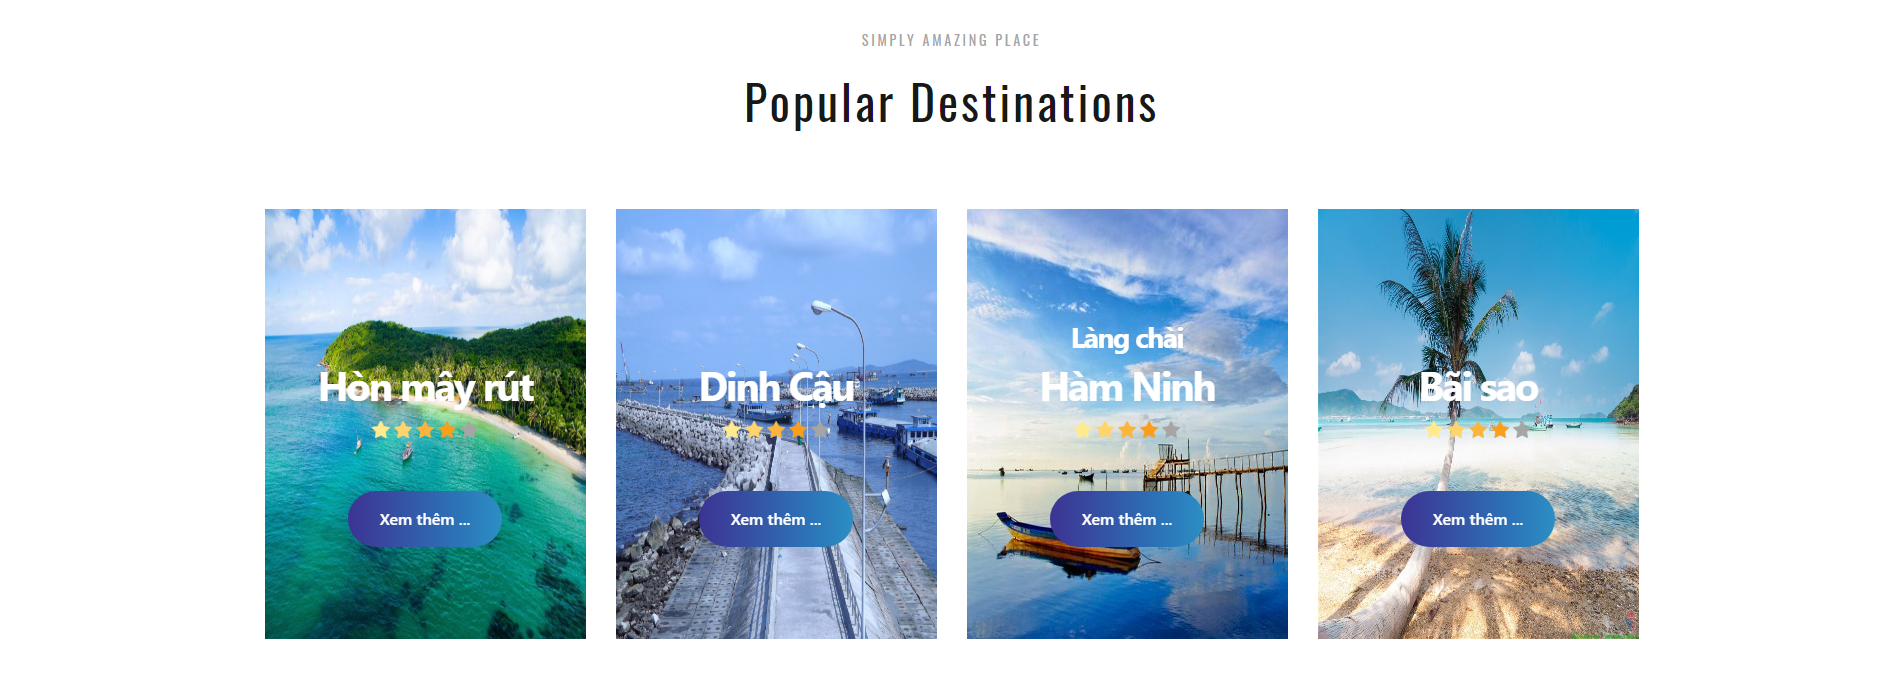 SIMPLY AMAZING PLACE
Popular Destinations
Hòn mây rút
Xem thêm ...
Dinh Cậu
Xem thêm ...
Làng chài
Hàm Ninh
Xem thêm ...
Bãi sao
Xem thêm ...